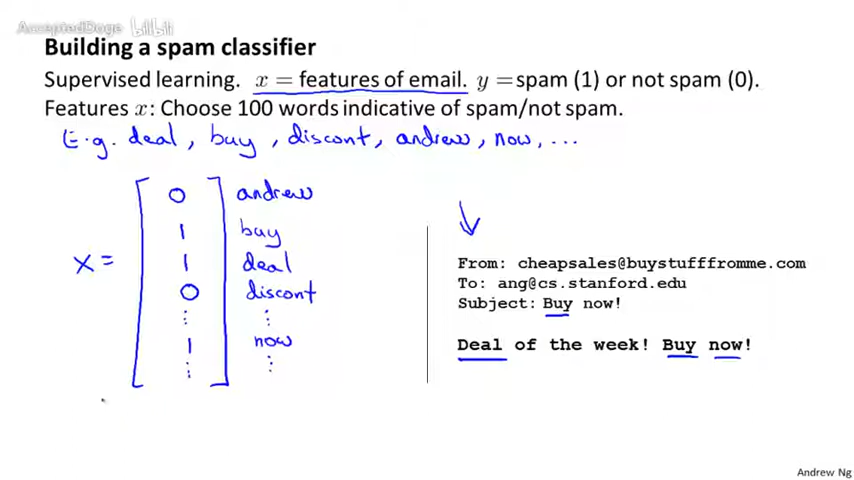 AcceptedDoge bilibili
Building a spam classifier
Supervised learning. x = features of email. y = spam (1) or not spam (0).
Features x: Choose 100 words indicative of spam/not spam.
E.g. deal, buy, discont, andrew, now, ...
0 andrew
1 buy
x = 1 deal
0 discont
⋮ ⋮
1 now
⋮ ⋮
From: cheapsales@buystufffromme.com
To: ang@cs.stanford.edu
Subject: Buy now!
Deal of the week! Buy now!
Andrew Ng